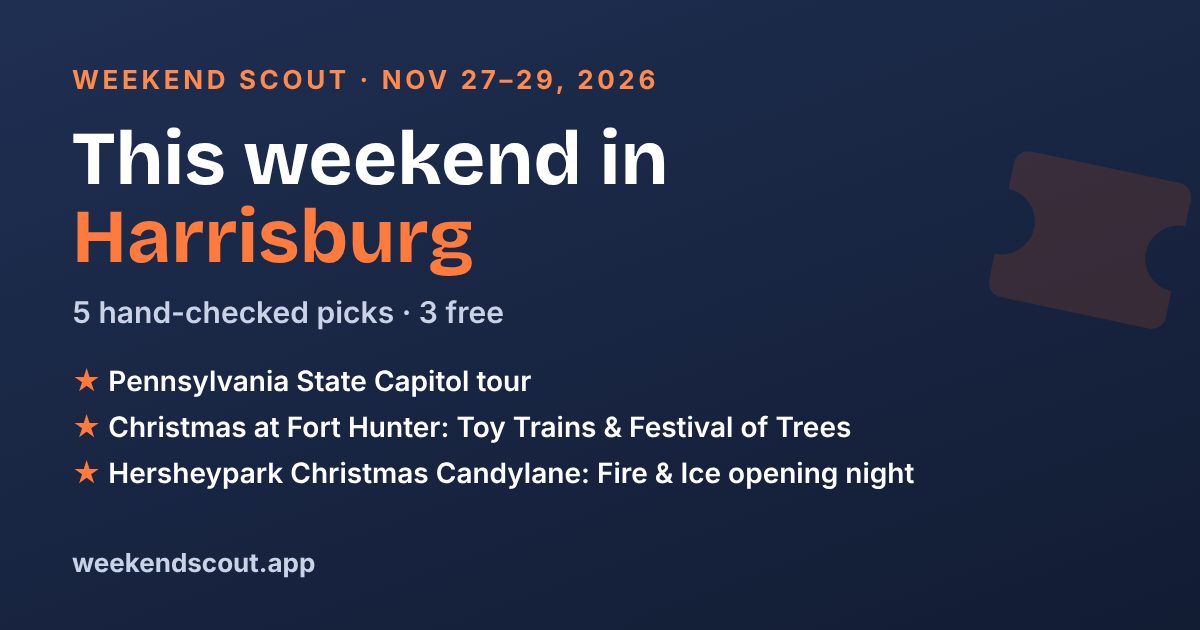 WEEKEND SCOUT · NOV 27–29, 2026
This weekend in
Harrisburg
5 hand-checked picks · 3 free
★ Pennsylvania State Capitol tour
★ Christmas at Fort Hunter: Toy Trains & Festival of Trees
★ Hersheypark Christmas Candylane: Fire & Ice opening night
weekendscout.app